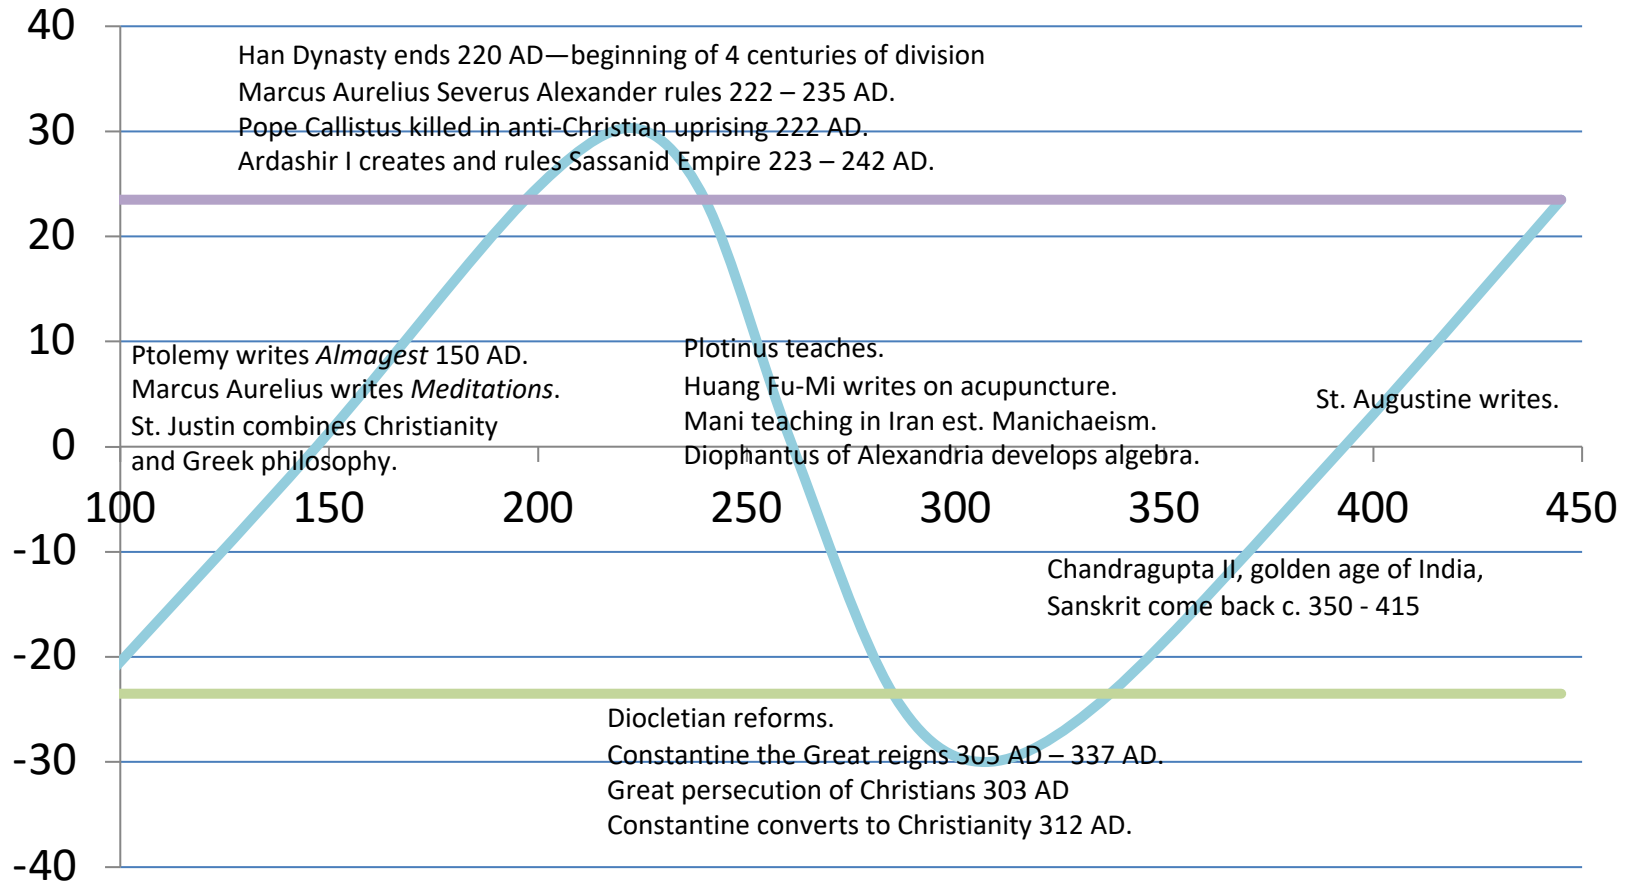 40
Han Dynasty ends 220 AD—beginning of 4 centuries of division
Marcus Aurelius Severus Alexander rules 222 – 235 AD.
30
Pope Callistus killed in anti-Christian uprising 222 AD.
Ardashir I creates and rules Sassanid Empire 223 – 242 AD.
20
10
Ptolemy writes Almagest 150 AD.
Marcus Aurelius writes Meditations.
St. Justin combines Christianity
and Greek philosophy.
Plotinus teaches.
Huang Fu-Mi writes on acupuncture.
Mani teaching in Iran est. Manichaeism.
Diophantus of Alexandria develops algebra.
St. Augustine writes.
0
100 150 200 250 300 350 400 450
-10
Chandragupta II, golden age of India,
Sanskrit come back c. 350 - 415
-20
Diocletian reforms.
-30
Constantine the Great reigns 305 AD – 337 AD.
Great persecution of Christians 303 AD
Constantine converts to Christianity 312 AD.
-40